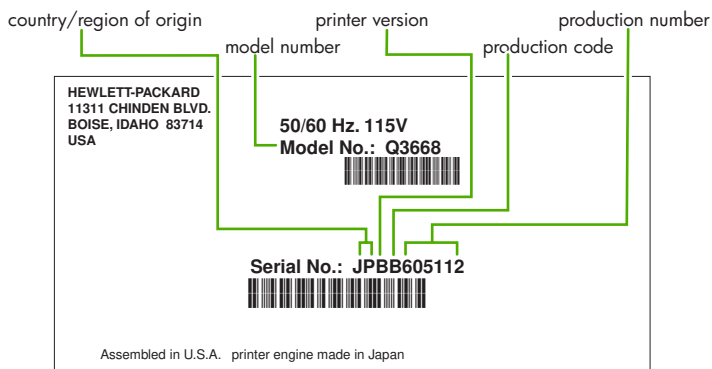 country/region of origin printer version production number
model number production code
HEWLETT-PACKARD
11311 CHINDEN BLVD.
BOISE, IDAHO 83714
USA
50/60 Hz. 115V
Model No.: Q3668
Serial No.: JPBB605112
Assembled in U.S.A. printer engine made in Japan